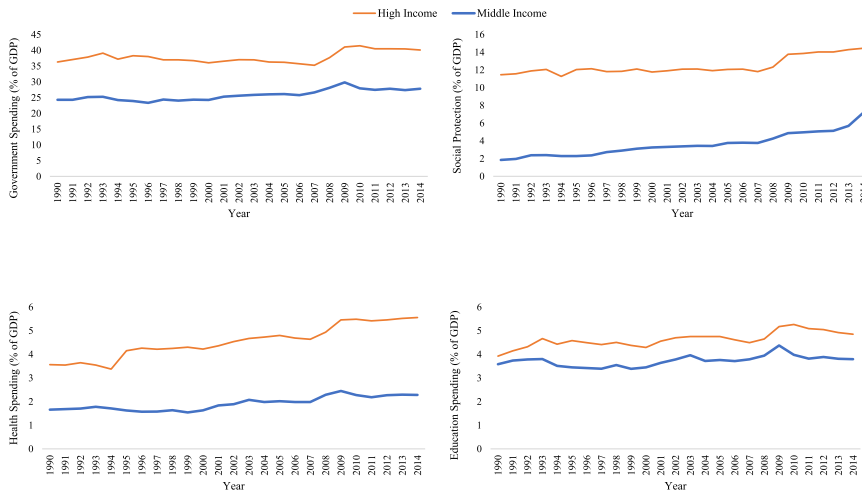 High Income Middle Income
Government Spending (% of GDP)
45
40
35
30
25
20
15
10
5
0
1990 1991 1992 1993 1994 1995 1996 1997 1998 1999 2000 2001 2002 2003 2004 2005 2006 2007 2008 2009 2010 2011 2012 2013 2014
Year
Social Protection (% of GDP)
16
14
12
10
8
6
4
2
0
1990 1991 1992 1993 1994 1995 1996 1997 1998 1999 2000 2001 2002 2003 2004 2005 2006 2007 2008 2009 2010 2011 2012 2013 2014
Year
Health Spending (% of GDP)
6
5
4
3
2
1
0
1990 1991 1992 1993 1994 1995 1996 1997 1998 1999 2000 2001 2002 2003 2004 2005 2006 2007 2008 2009 2010 2011 2012 2013 2014
Year
Education Spending (% of GDP)
6
5
4
3
2
1
0
1990 1991 1992 1993 1994 1995 1996 1997 1998 1999 2000 2001 2002 2003 2004 2005 2006 2007 2008 2009 2010 2011 2012 2013 2014
Year